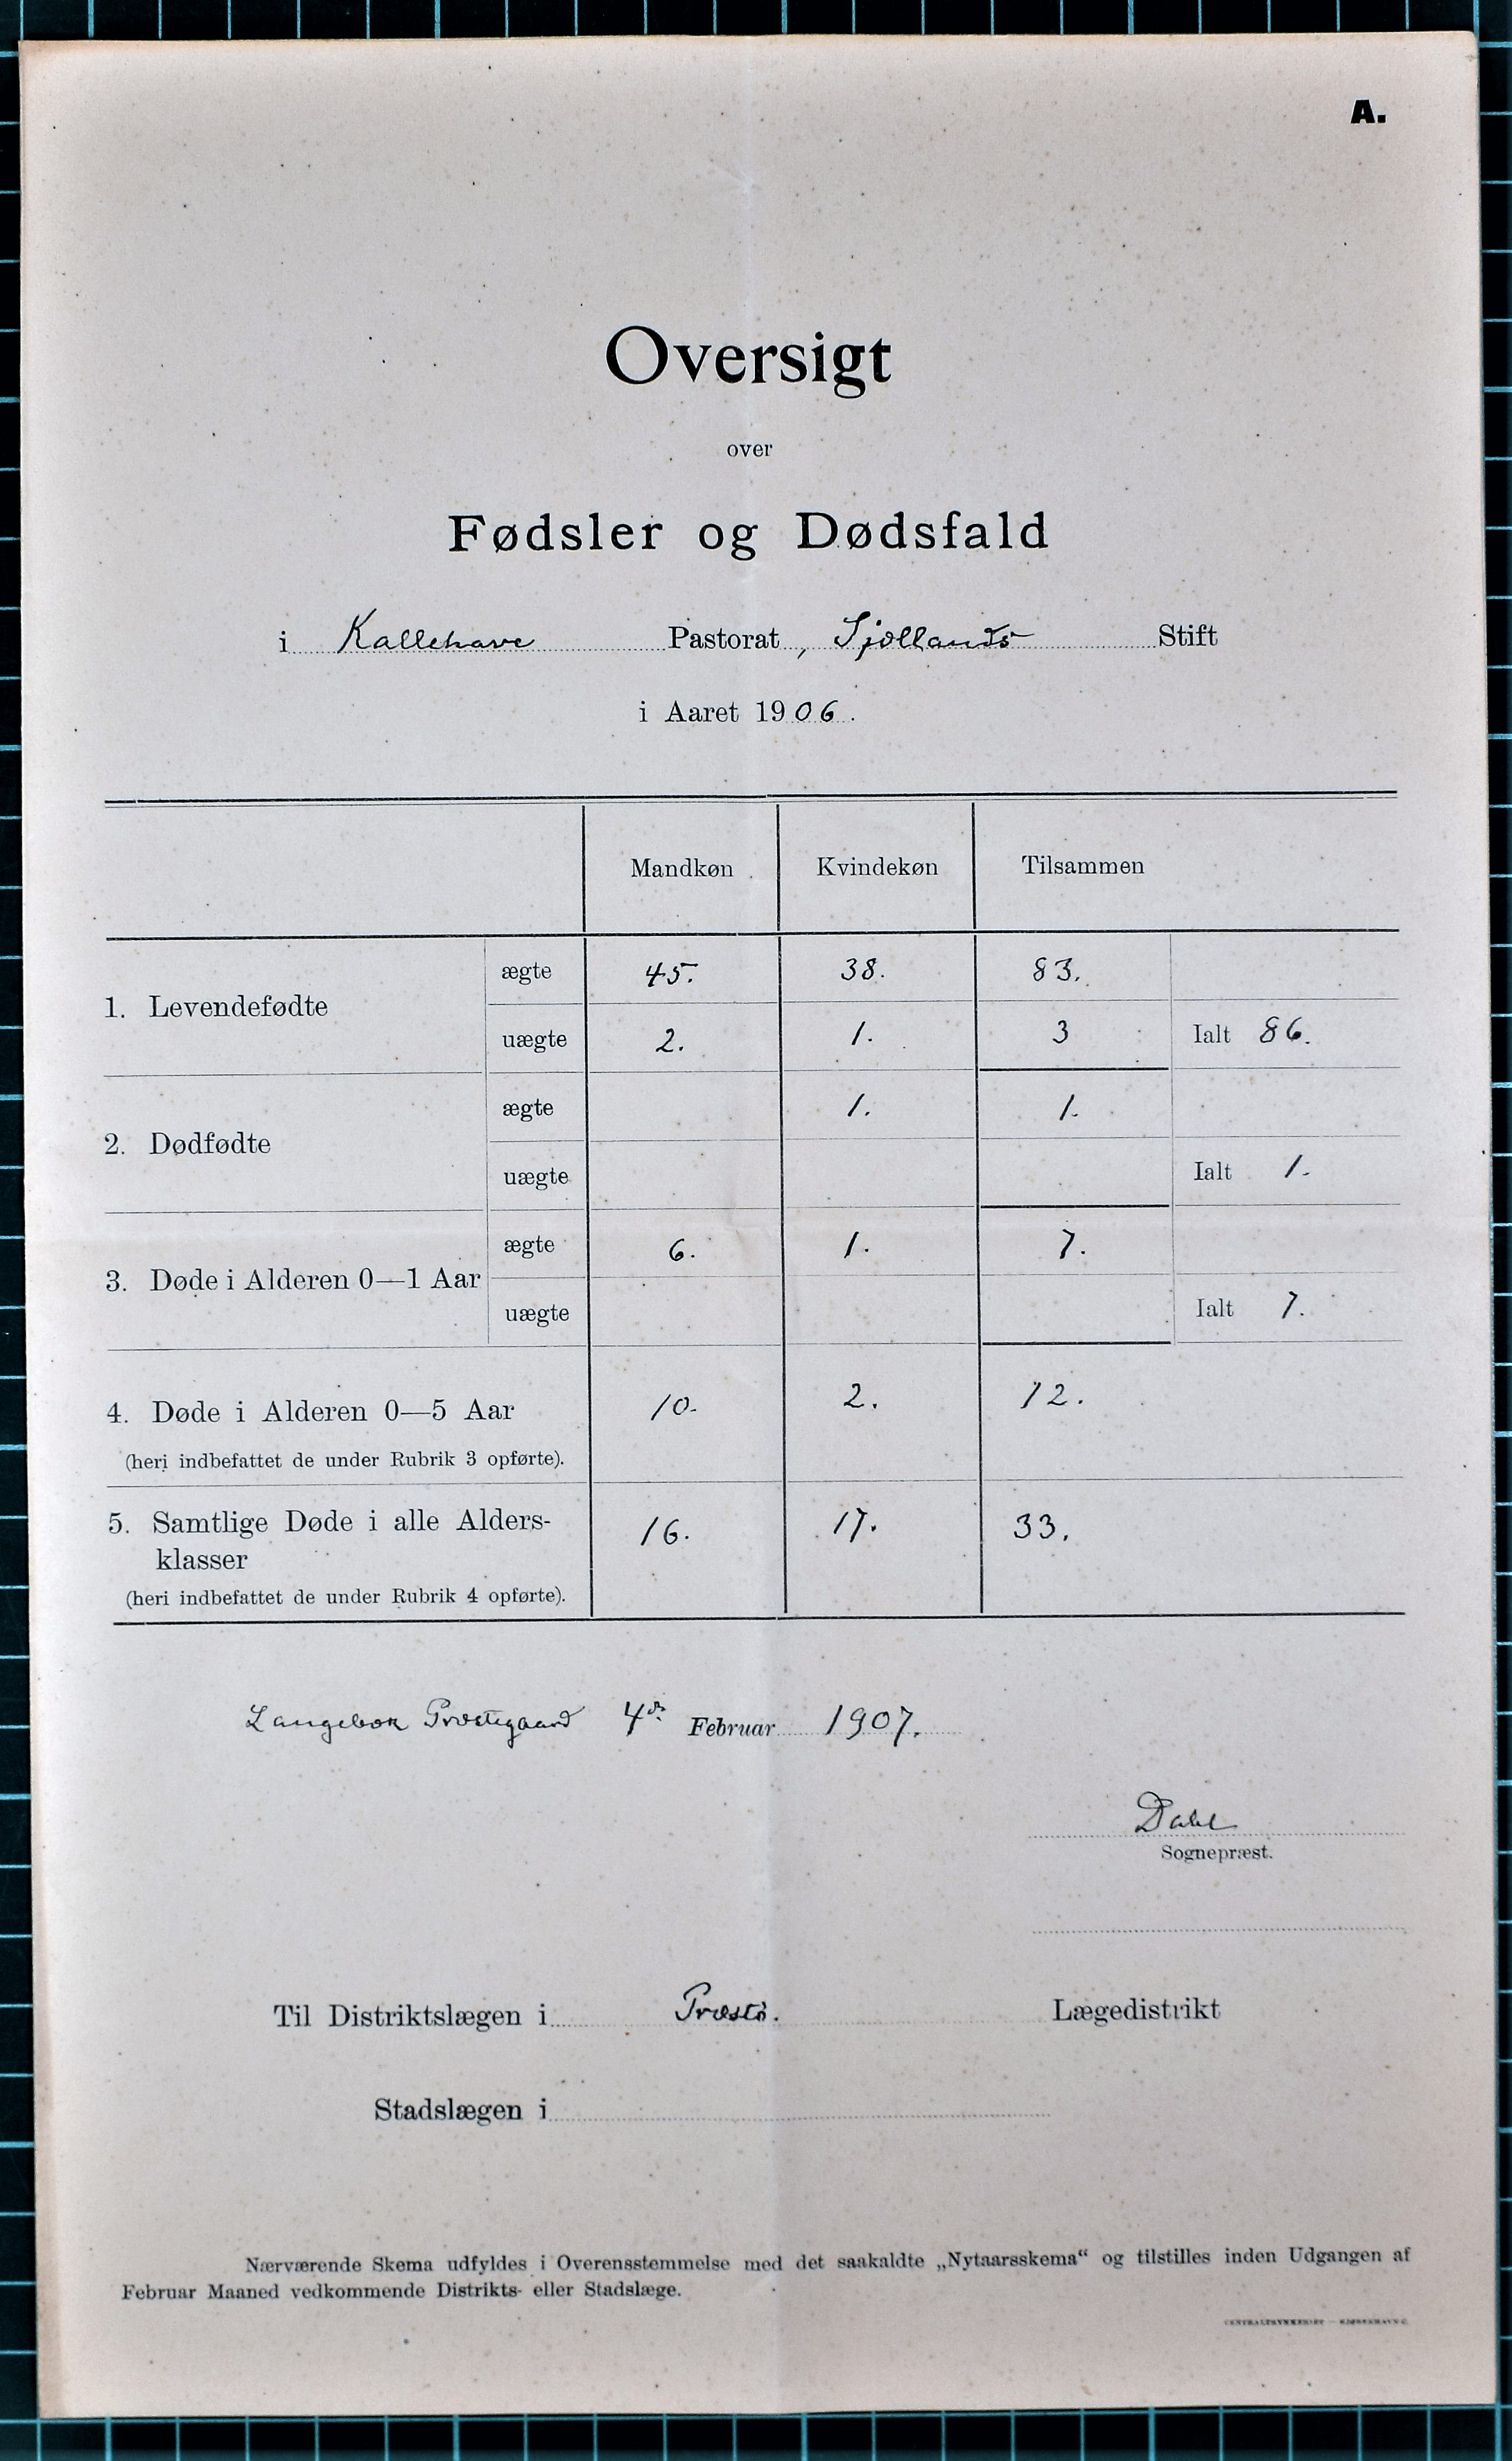 A.
Oversigt
over
Fødsler og Dødsfald
i Kallehave Pastorat, Sjællands Stift
i Aaret 1906.
Mandkøn Kvindekøn Tilsammen
1. Levendefødte
ægte 45. 38. 83.
uægte 2. 1. 3 Ialt 86.
2. Dødfødte
ægte 1. 1.
uægte Ialt 1.
3. Døde i Alderen 0—1 Aar
ægte 6. 1. 7.
uægte Ialt 7.
4. Døde i Alderen 0—5 Aar 10. 2. 12.
(heri indbefattet de under Rubrik 3 opførte).
5. Samtlige Døde i alle Alders- 16. 17. 33.
klasser
(heri indbefattet de under Rubrik 4 opførte).
Langebæk Præstegaard 4de Februar 1907.
Dahl
Sognepræst.
Til Distriktslægen i Præstø. Lægedistrikt
Stadslægen i
Nærværende Skema udfyldes i Overensstemmelse med det saakaldte „Nytaarsskema“ og tilstilles inden Udgangen af
Februar Maaned vedkommende Distrikts- eller Stadslæge.
CENTRALTRYKKERIET — KJØBENHAVN C.